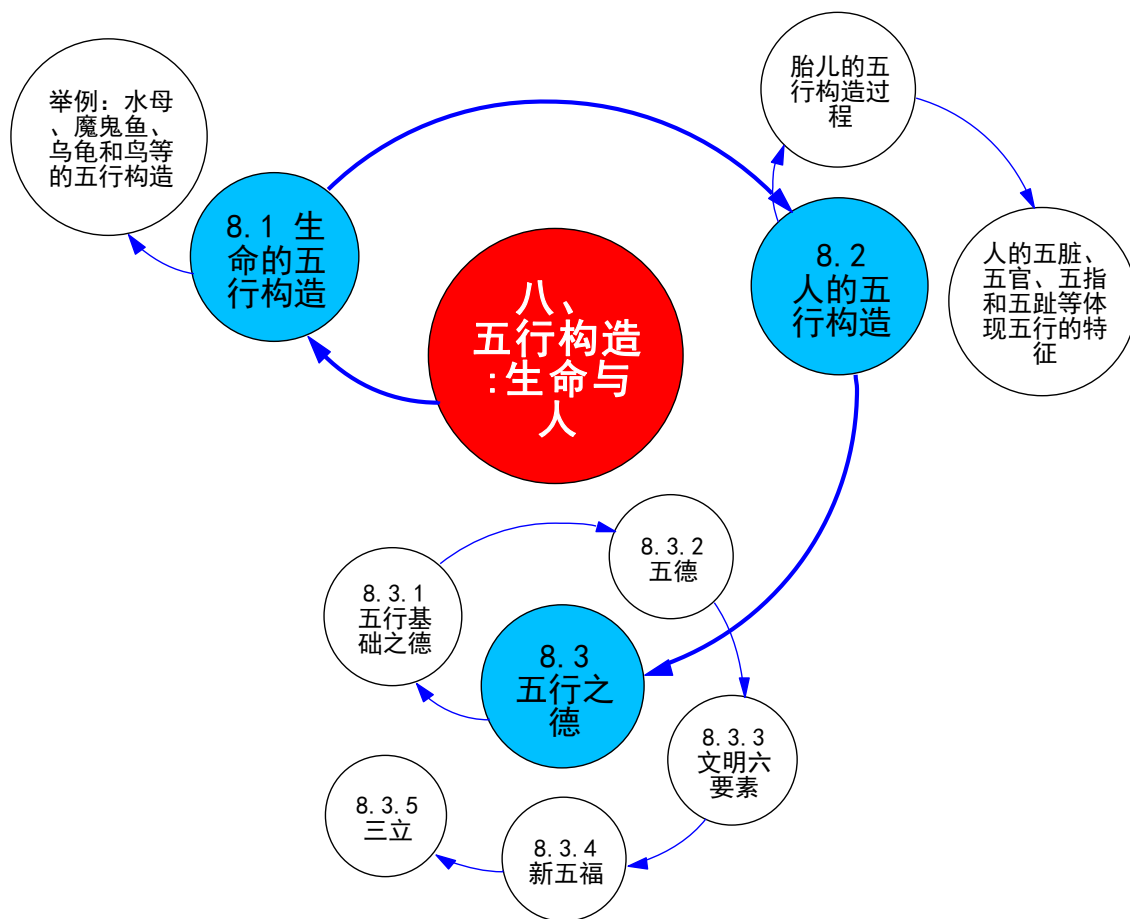 八、
五行构造
:生命与
人
8.1 生
命的五
行构造
举例：水母
、魔鬼鱼、
乌龟和鸟等
的五行构造
8.2
人的五
行构造
胎儿的五
行构造过
程
人的五脏、
五官、五指
和五趾等体
现五行的特
征
8.3
五行之
德
8.3.1
五行基
础之德
8.3.2
五德
8.3.3
文明六
要素
8.3.4
新五福
8.3.5
三立